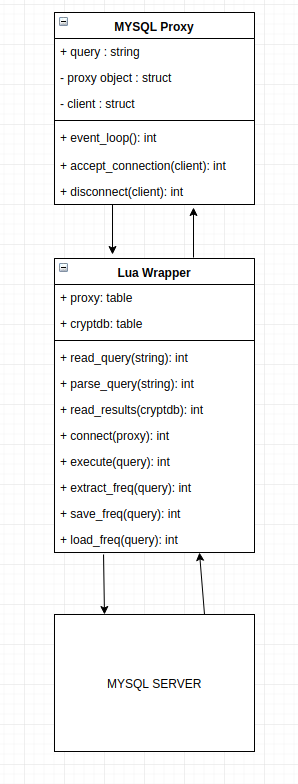 MYSQL Proxy
+ query : string
- proxy object : struct
- client : struct
+ event_loop(): int
+ accept_connection(client): int
+ disconnect(client): int
Lua Wrapper
+ proxy: table
+ cryptdb: table
+ read_query(string): int
+ parse_query(string): int
+ read_results(cryptdb): int
+ connect(proxy): int
+ execute(query): int
+ extract_freq(query): int
+ save_freq(query): int
+ load_freq(query): int
MYSQL SERVER